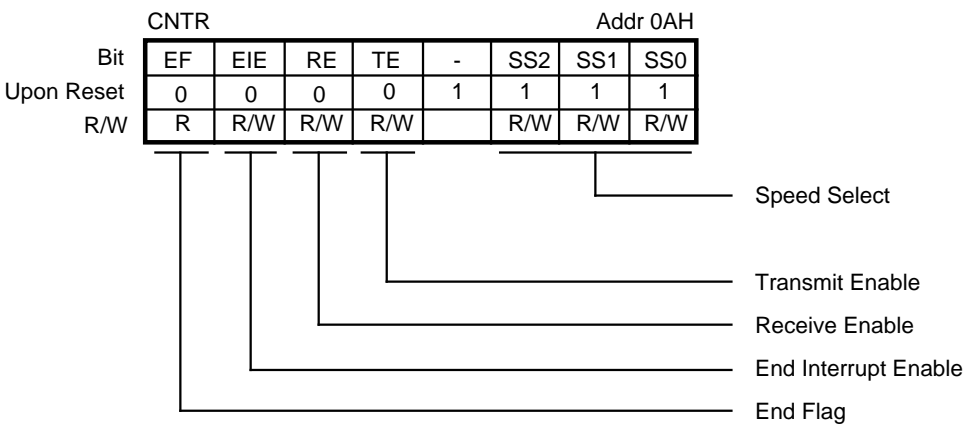 CNTR Addr 0AH
Bit EF EIE RE TE - SS2 SS1 SS0
Upon Reset 0 0 0 0 1 1 1 1
R/W R R/W R/W R/W R/W R/W R/W
Speed Select
Transmit Enable
Receive Enable
End Interrupt Enable
End Flag